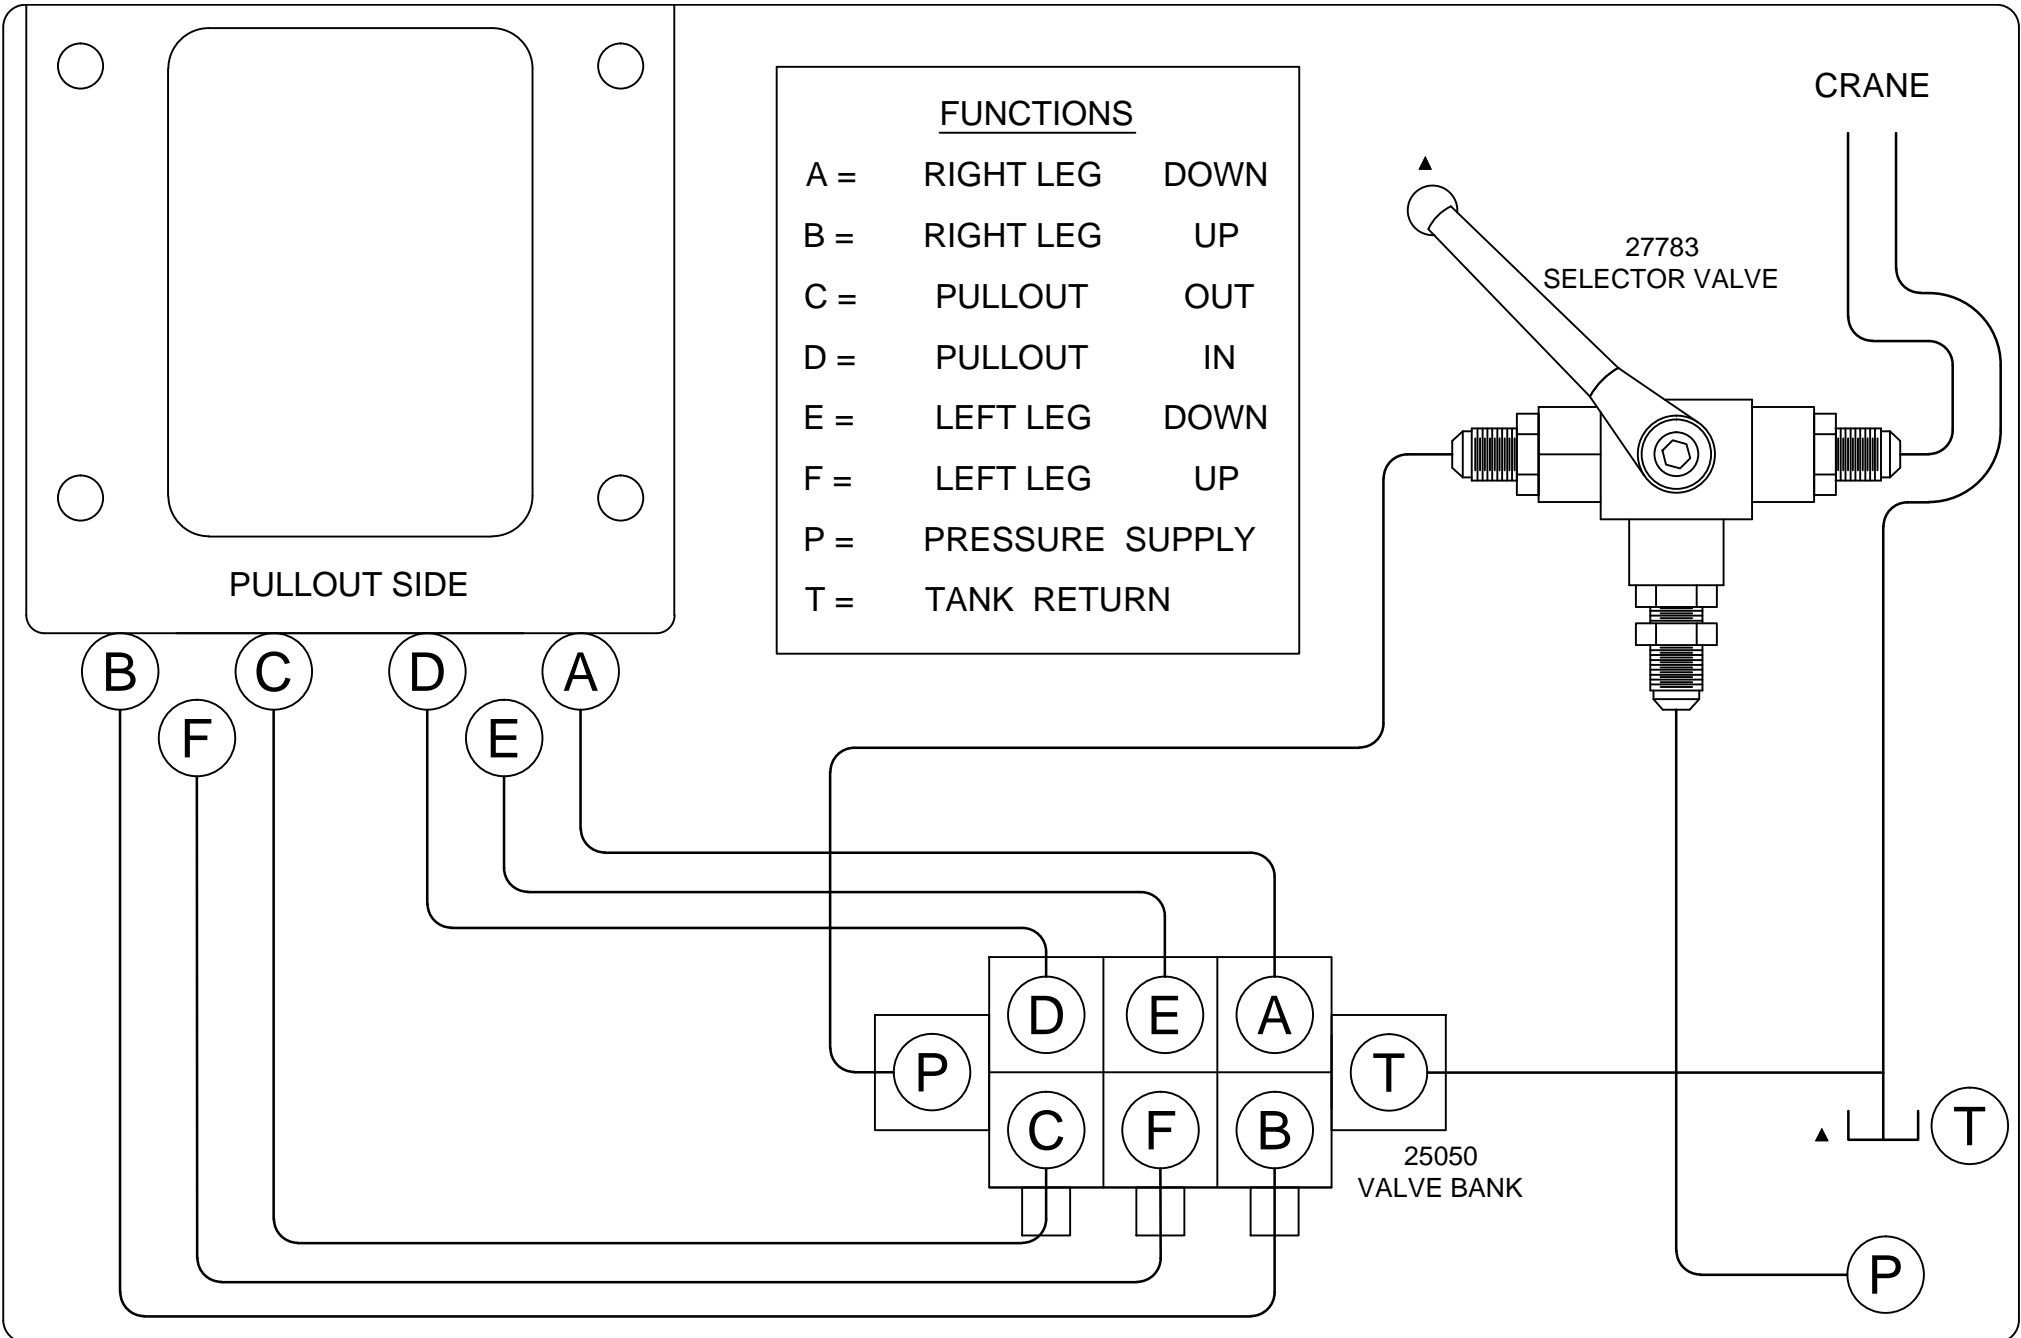 CRANE
FUNCTIONS
A = RIGHT LEG DOWN
B = RIGHT LEG UP
C = PULLOUT OUT
D = PULLOUT IN
E = LEFT LEG DOWN
F = LEFT LEG UP
P = PRESSURE SUPPLY
T = TANK RETURN
27783
SELECTOR VALVE
PULLOUT SIDE
B
C
D
A
F
E
D
E
A
P
T
C
F
B
25050
VALVE BANK
T
P